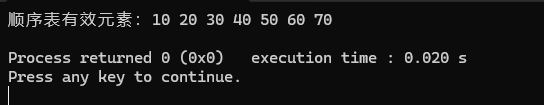 顺序表有效元素: 10 20 30 40 50 60 70
Process returned 0 (0x0)   execution time : 0.020 s
Press any key to continue.